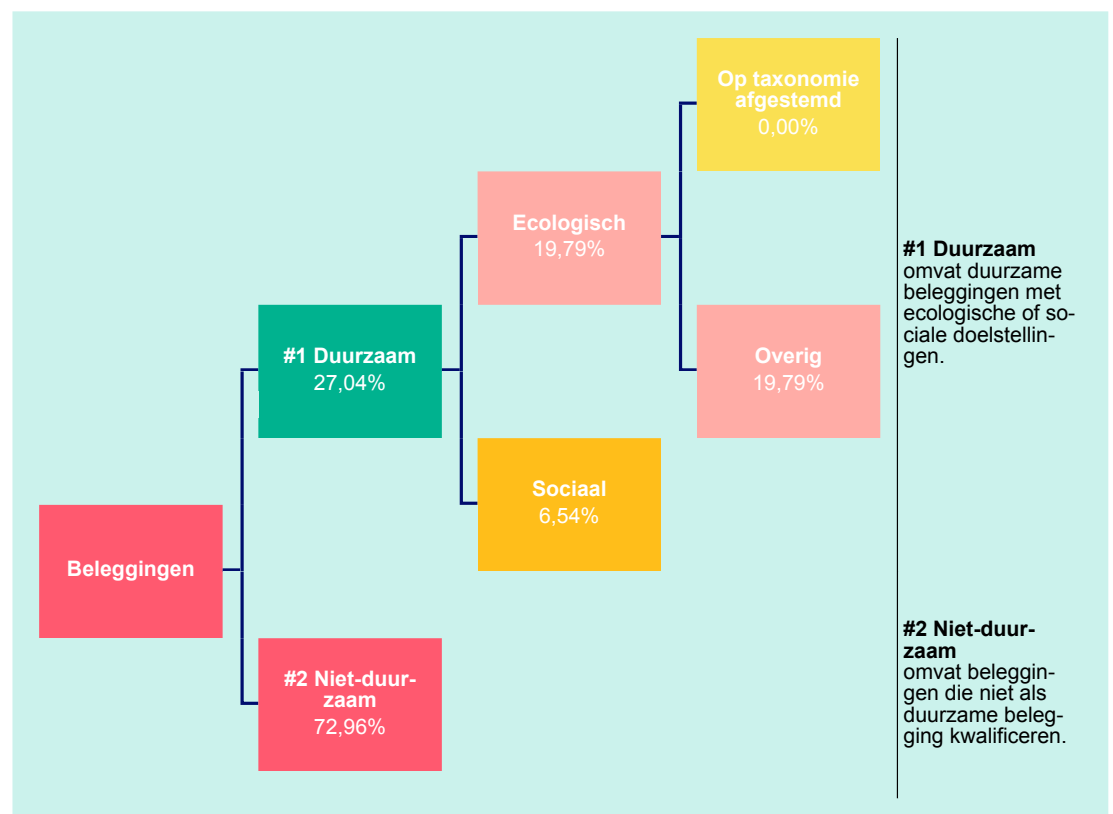 Op taxonomie
afgestemd
0,00%
Ecologisch
19,79%
#1 Duurzaam
27,04%
Overig
19,79%
Sociaal
6,54%
Beleggingen
#2 Niet-duur-
zaam
72,96%
#1 Duurzaam
omvat duurzame
beleggingen met
ecologische of so-
ciale doelstellin-
gen.
#2 Niet-duur-
zaam
omvat beleggin-
gen die niet als
duurzame beleg-
ging kwalificeren.